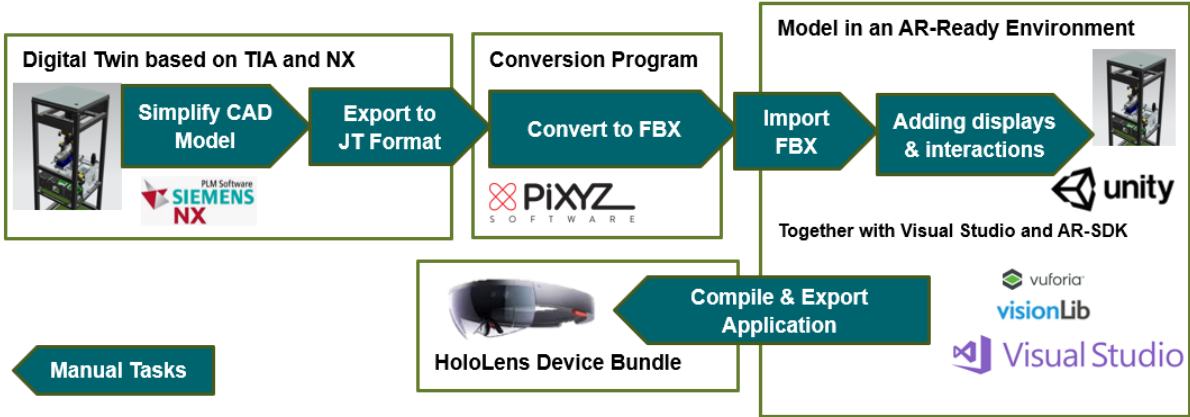 Digital Twin based on TIA and NX
Simplify CAD
Model
Export to
JT Format
PLM Software
SIEMENS
NX
Conversion Program
Convert to FBX
PiXYZ
SOFTWARE
Model in an AR-Ready Environment
Import
FBX
Adding displays
& interactions
unity
Together with Visual Studio and AR-SDK
vuforia
visionLib
Visual Studio
Compile & Export
Application
HoloLens Device Bundle
Manual Tasks